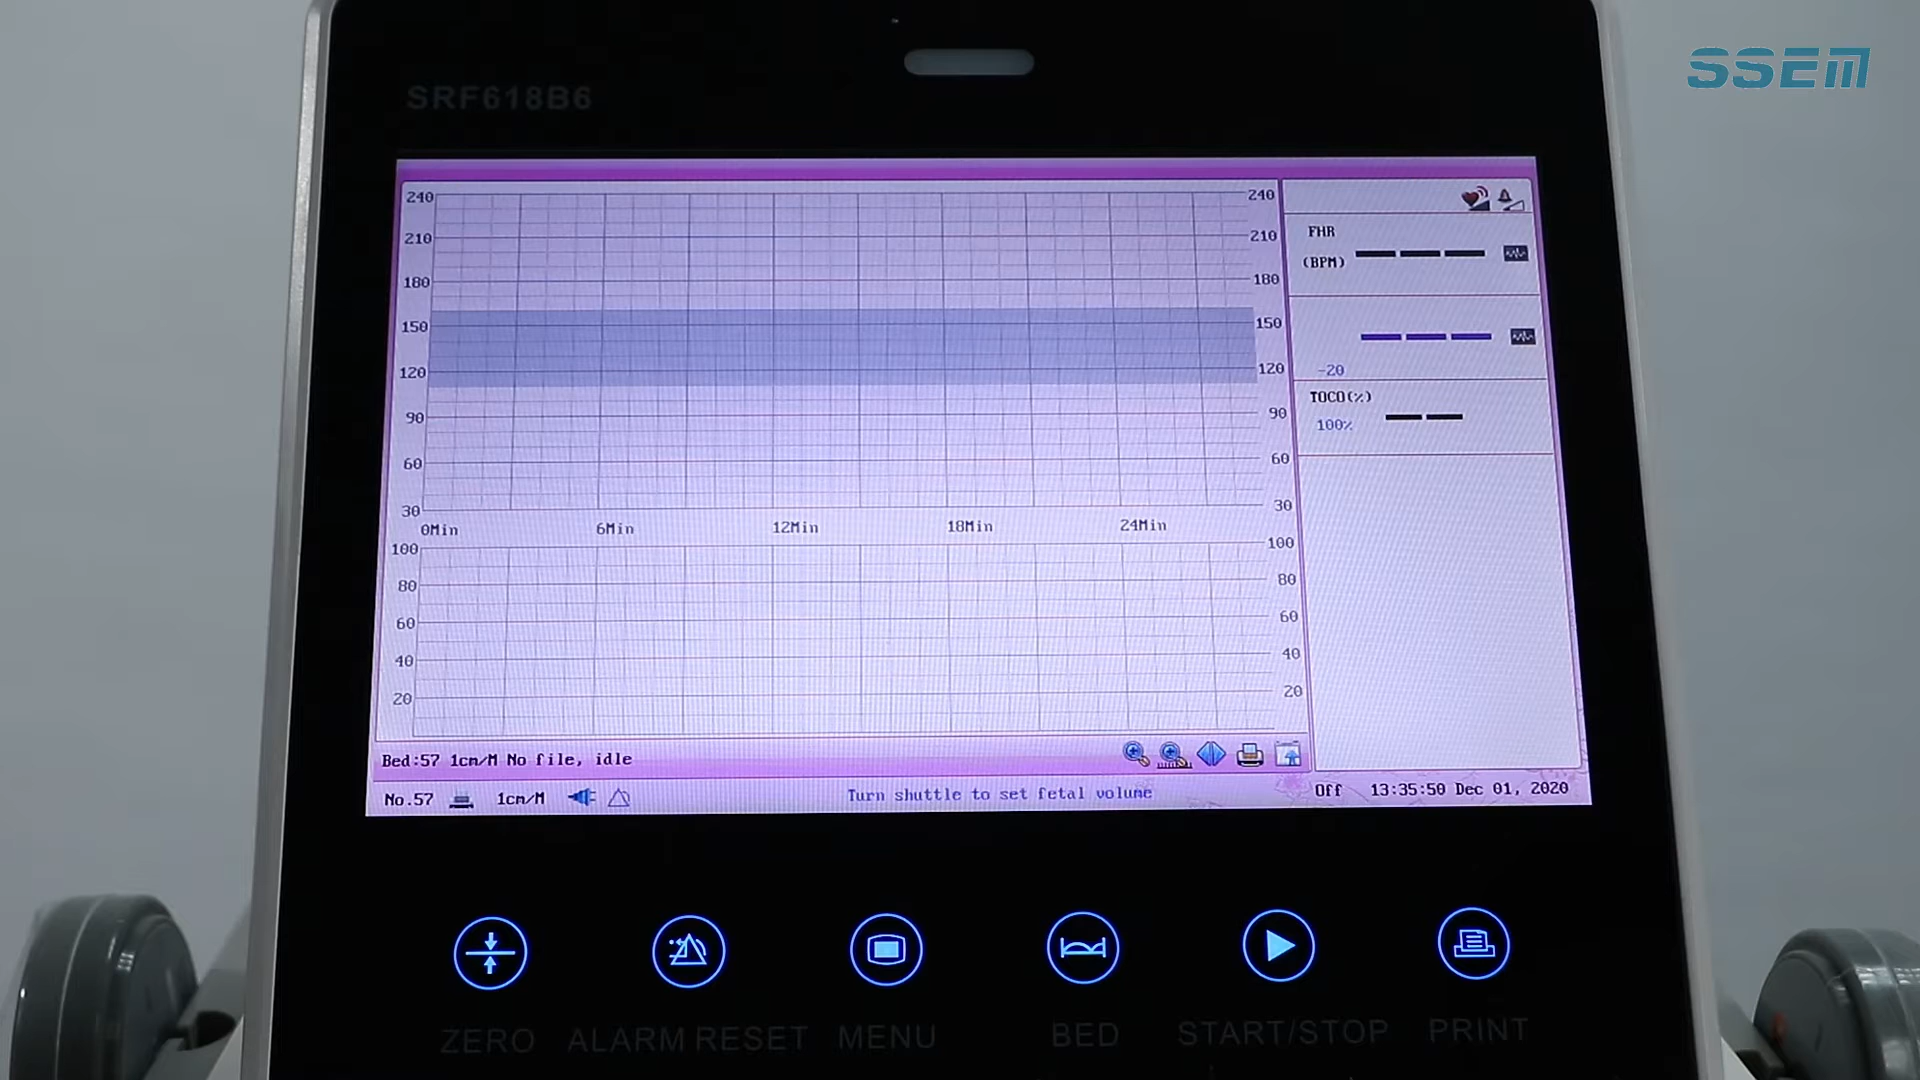 SSEM
SRF618B6
240 240
210 210
180 180
150 150
120 120
90 90
60 60
30 30
0Min 6Min 12Min 18Min 24Min
100 100
80 80
60 60
40 40
20 20
FHR
(BPM)
-20
TOCO(%)
100%
Bed:57 1cm/M No file, idle
No.57 1cm/M Turn shuttle to set fetal volume Off 13:35:50 Dec 01, 2020
ZERO ALARM RESET MENU BED START/STOP PRINT